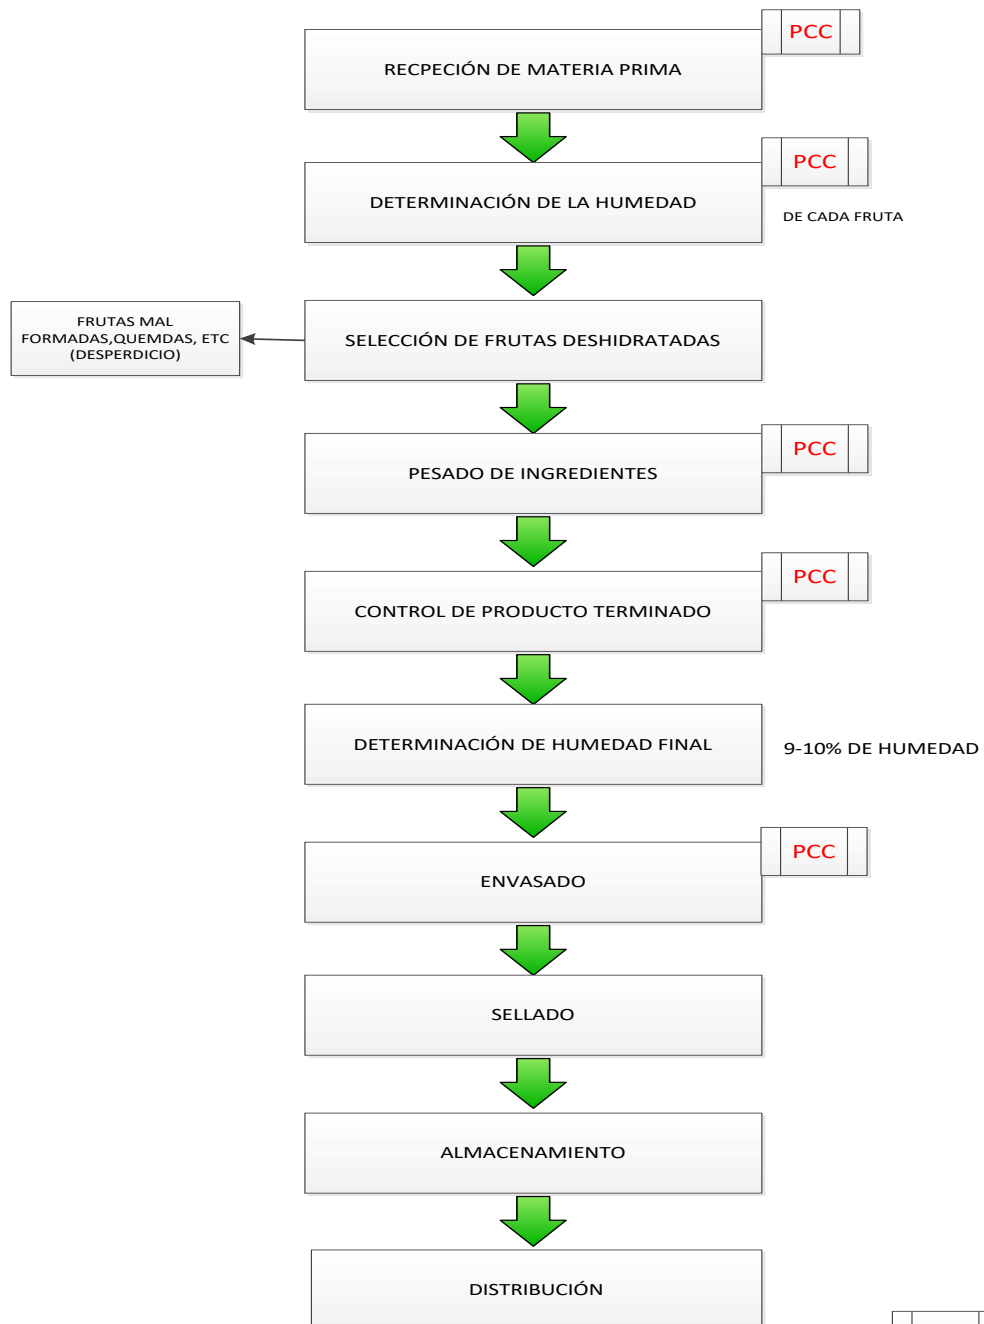 PCC
RECPECIÓN DE MATERIA PRIMA
PCC
DETERMINACIÓN DE LA HUMEDAD
DE CADA FRUTA
FRUTAS MAL
FORMADAS,QUEMDAS, ETC
(DESPERDICIO)
SELECCIÓN DE FRUTAS DESHIDRATADAS
PCC
PESADO DE INGREDIENTES
PCC
CONTROL DE PRODUCTO TERMINADO
DETERMINACIÓN DE HUMEDAD FINAL
9-10% DE HUMEDAD
PCC
ENVASADO
SELLADO
ALMACENAMIENTO
DISTRIBUCIÓN